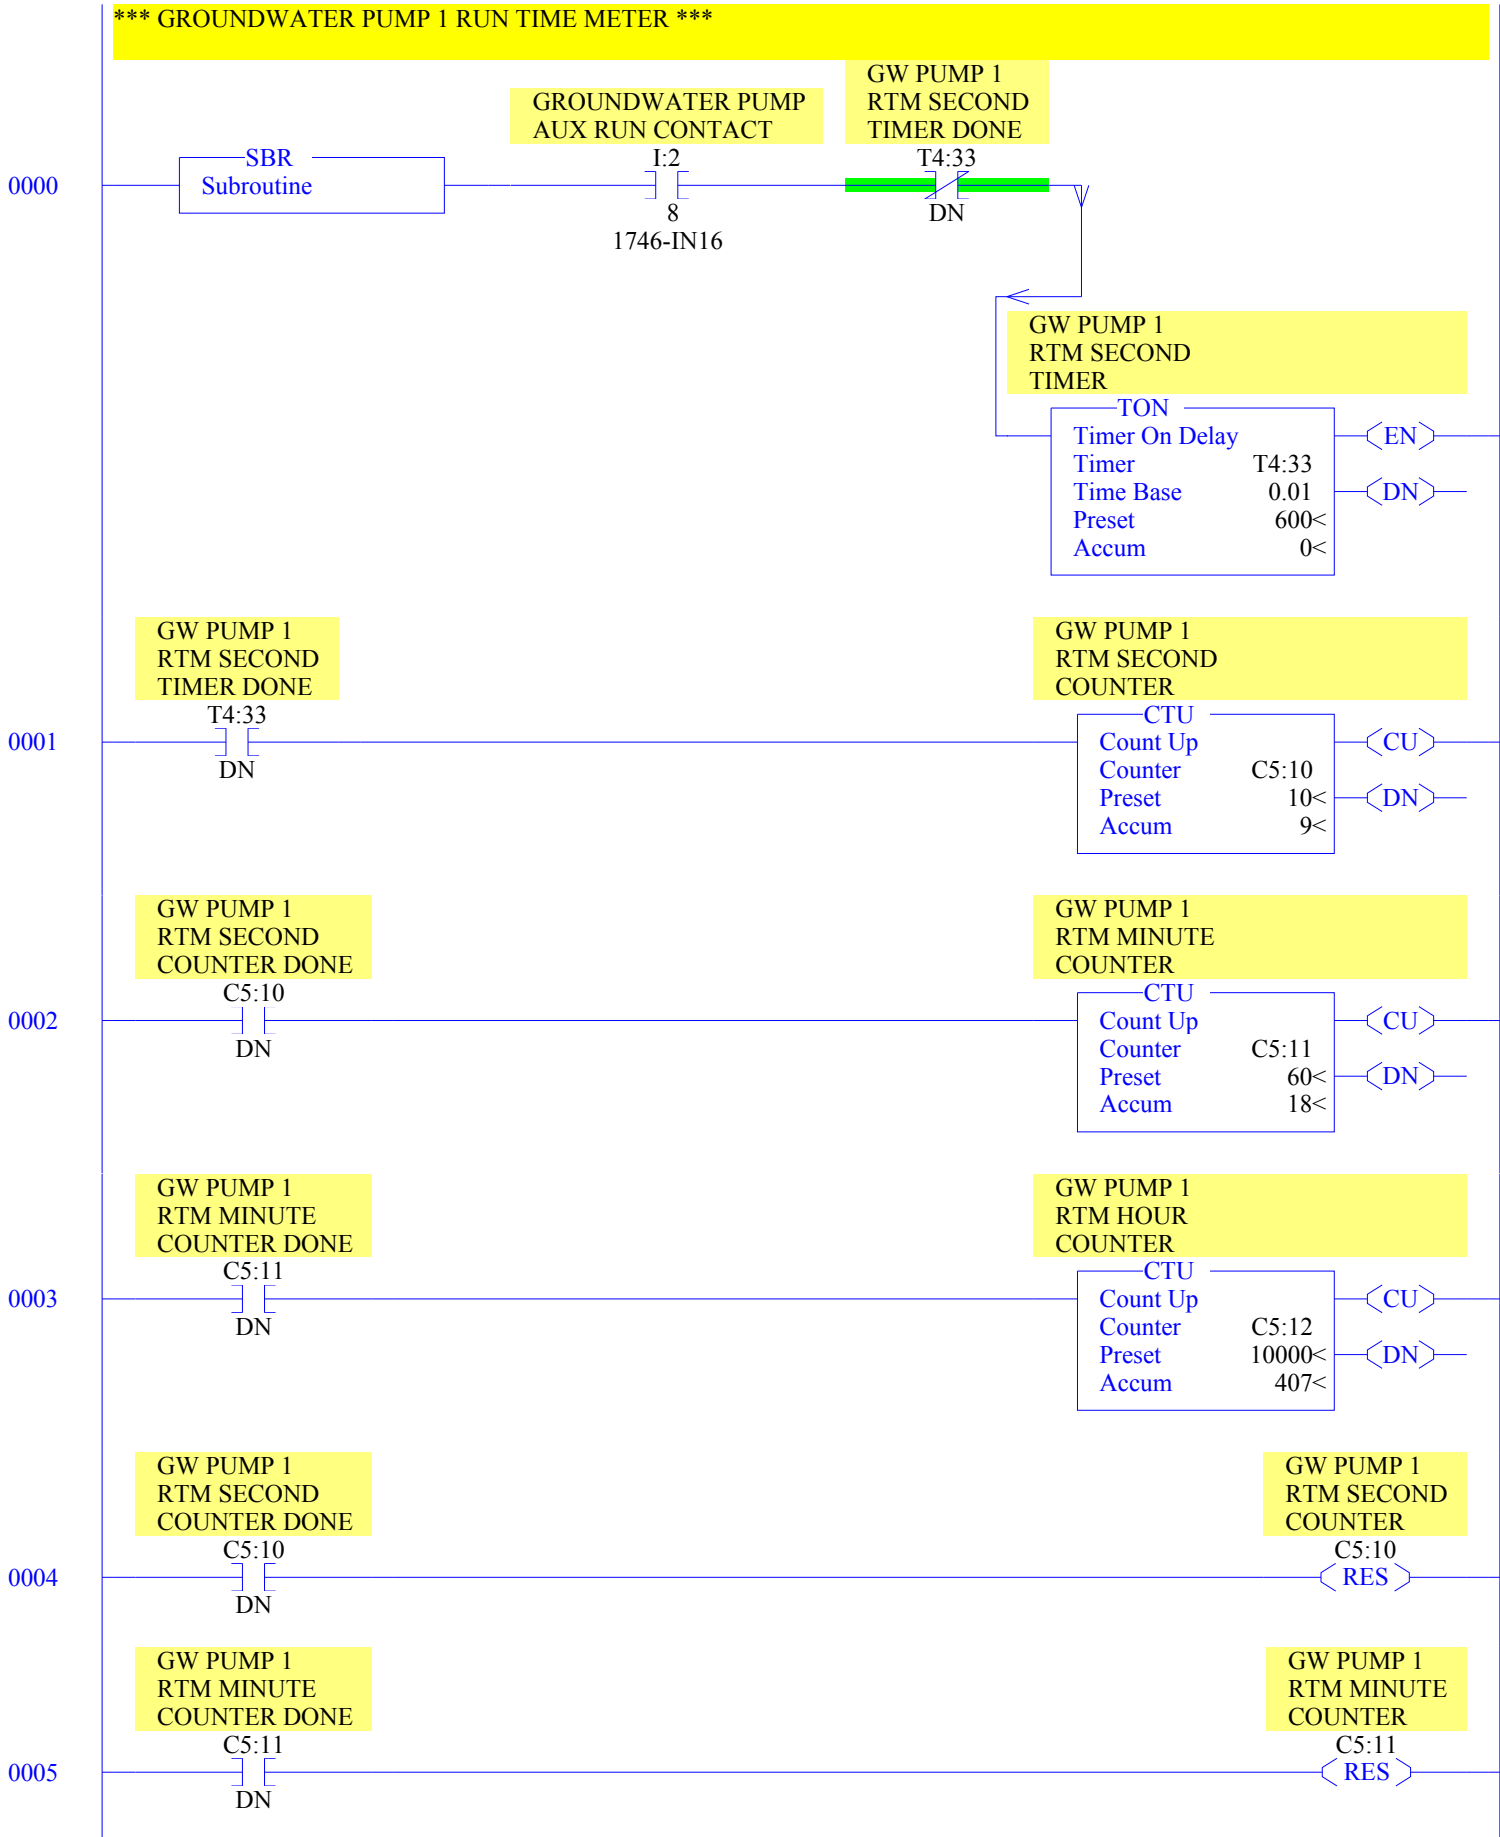 *** GROUNDWATER PUMP 1 RUN TIME METER ***
GROUNDWATER PUMP
AUX RUN CONTACT
GW PUMP 1
RTM SECOND
TIMER DONE
0000
SBR
Subroutine
I:2
8
1746-IN16
T4:33
DN
GW PUMP 1
RTM SECOND
TIMER
TON
Timer On Delay
Timer T4:33
Time Base 0.01
Preset 600<
Accum 0<
EN
DN
GW PUMP 1
RTM SECOND
TIMER DONE
0001
T4:33
DN
GW PUMP 1
RTM SECOND
COUNTER
CTU
Count Up
Counter C5:10
Preset 10<
Accum 9<
CU
DN
GW PUMP 1
RTM SECOND
COUNTER DONE
0002
C5:10
DN
GW PUMP 1
RTM MINUTE
COUNTER
CTU
Count Up
Counter C5:11
Preset 60<
Accum 18<
CU
DN
GW PUMP 1
RTM MINUTE
COUNTER DONE
0003
C5:11
DN
GW PUMP 1
RTM HOUR
COUNTER
CTU
Count Up
Counter C5:12
Preset 10000<
Accum 407<
CU
DN
GW PUMP 1
RTM SECOND
COUNTER DONE
0004
C5:10
DN
GW PUMP 1
RTM SECOND
COUNTER
C5:10
RES
GW PUMP 1
RTM MINUTE
COUNTER DONE
0005
C5:11
DN
GW PUMP 1
RTM MINUTE
COUNTER
C5:11
RES